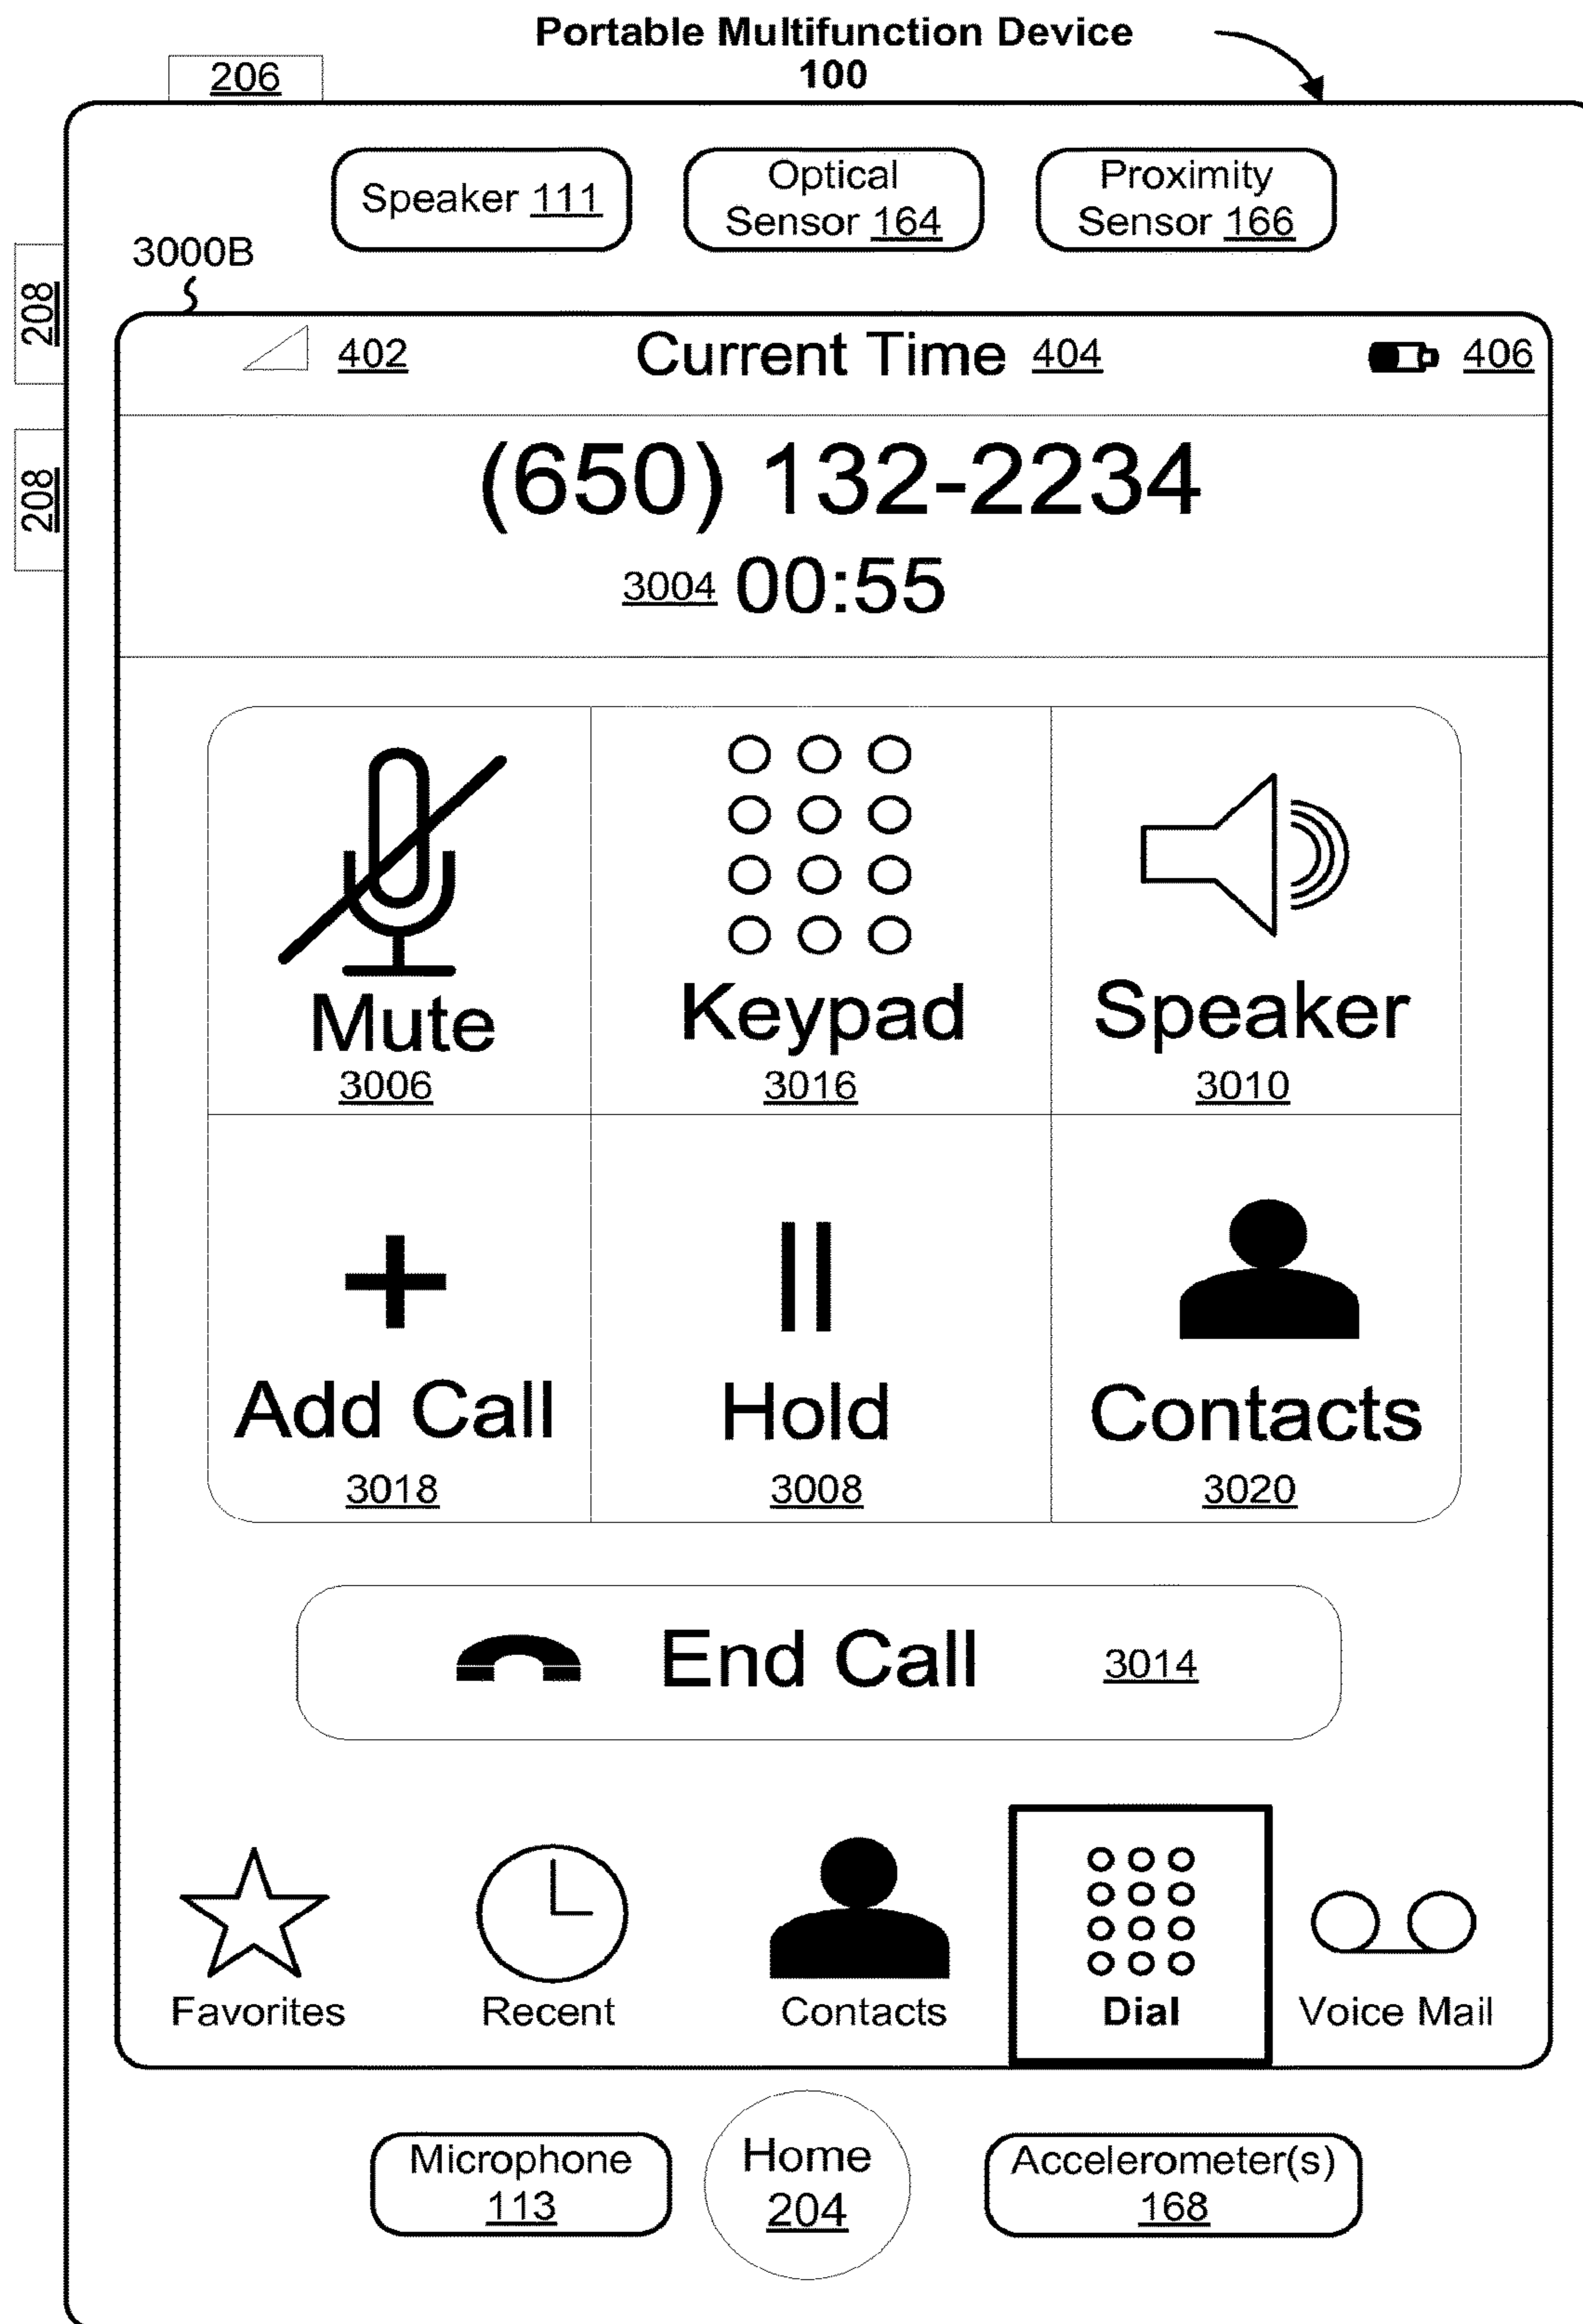 Portable Multifunction Device
100
206
Speaker 111
Optical
Sensor 164
Proximity
Sensor 166
3000B
208
208
402
Current Time 404
406
(650) 132-2234
3004 00:55
Mute
3006
Keypad
3016
Speaker
3010
Add Call
3018
Hold
3008
Contacts
3020
End Call 3014
Favorites
Recent
Contacts
Dial
Voice Mail
Microphone
113
Home
204
Accelerometer(s)
168